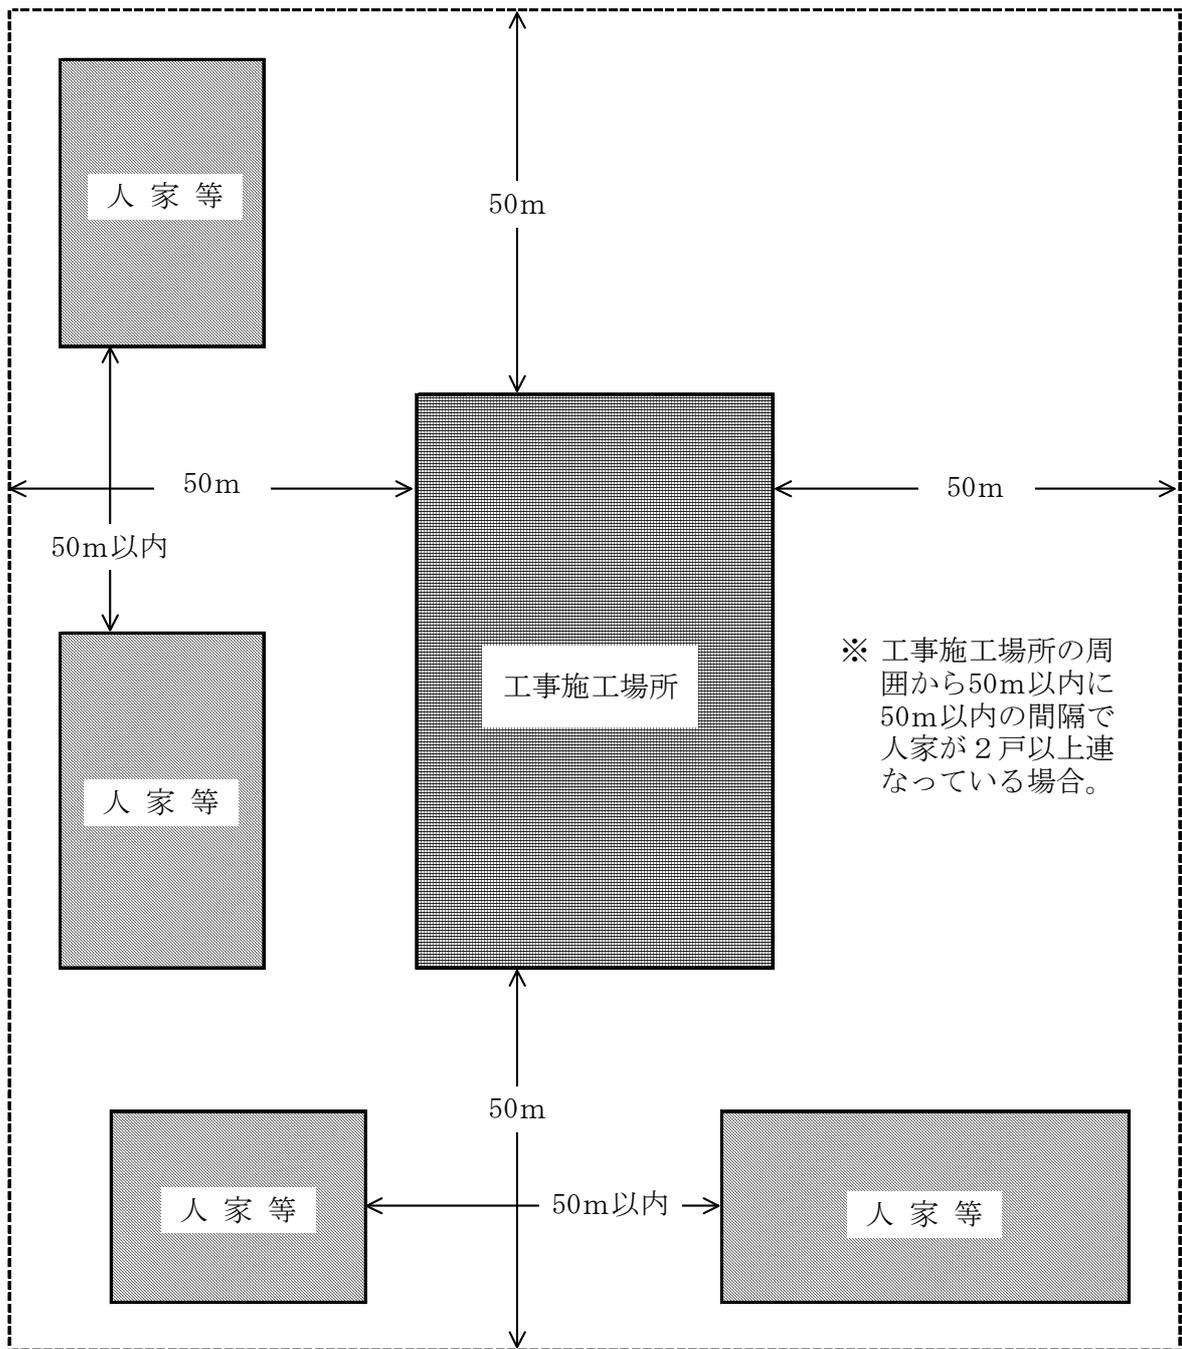 人 家 等
50m
50m
50m
50m以内
※ 工事施工場所の周
囲から50m以内に
50m以内の間隔で
人家が２戸以上連
なっている場合。
工事施工場所
人 家 等
50m
人 家 等
50m以内
人 家 等